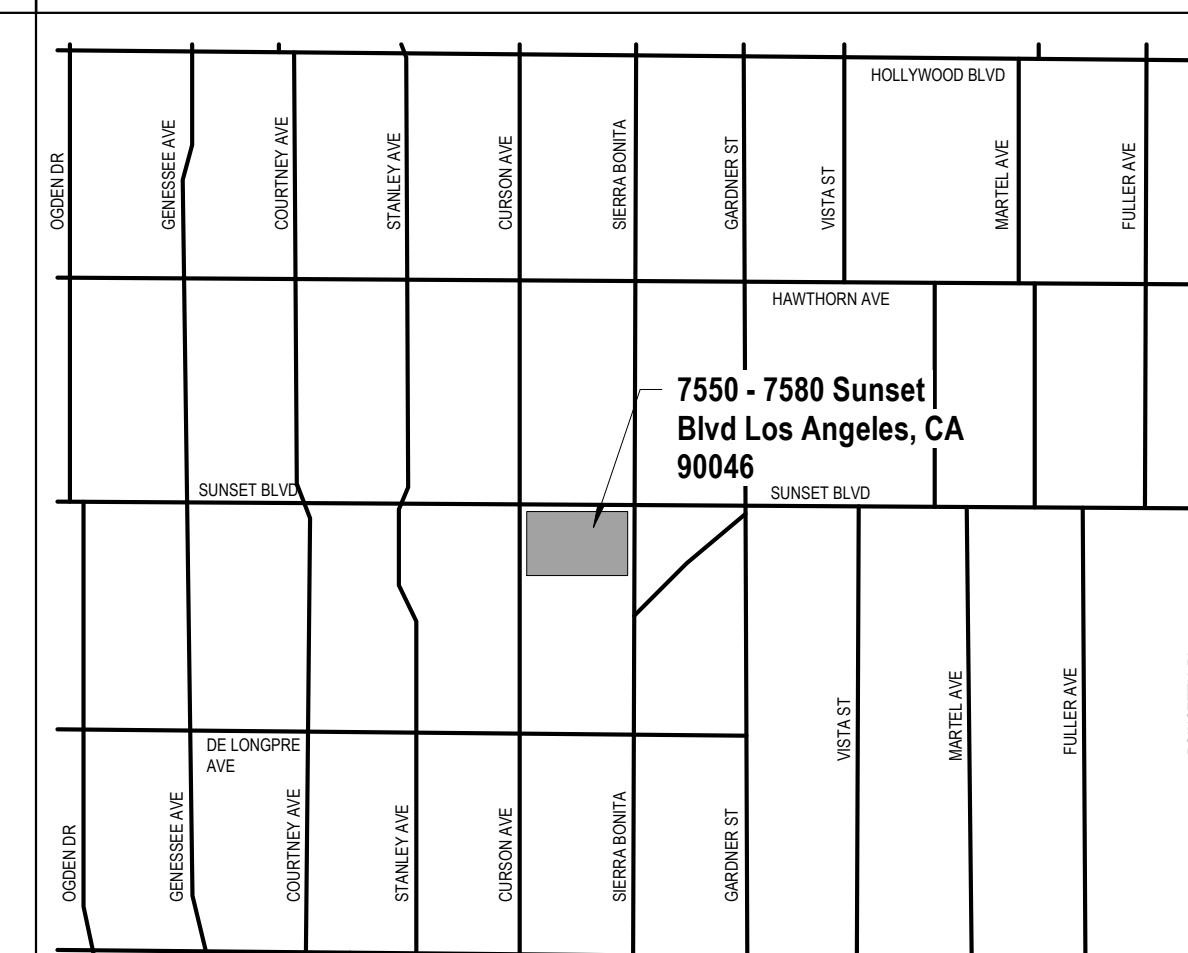 HOLLYWOOD BLVD
OGDEN DR
GENESSEE AVE
COURTNEY AVE
STANLEY AVE
CURSON AVE
SIERRA BONITA
GARDNER ST
VISTA ST
MARTEL AVE
FULLER AVE
HAWTHORN AVE
7550 - 7580 Sunset
Blvd Los Angeles, CA
90046
SUNSET BLVD
SUNSET BLVD
DE LONGPRE
AVE
OGDEN DR
GENESSEE AVE
COURTNEY AVE
STANLEY AVE
CURSON AVE
SIERRA BONITA
GARDNER ST
VISTA ST
MARTEL AVE
FULLER AVE